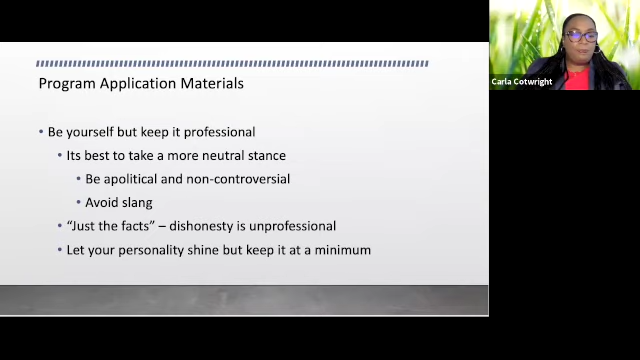 Program Application Materials
• Be yourself but keep it professional
• Its best to take a more neutral stance
• Be apolitical and non-controversial
• Avoid slang
• “Just the facts” – dishonesty is unprofessional
• Let your personality shine but keep it at a minimum
Carla Cotwright